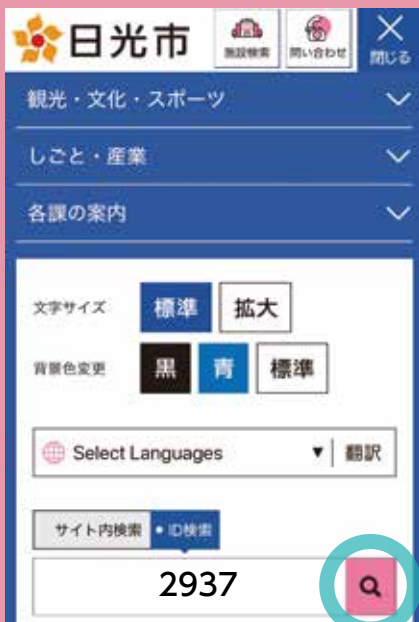 日光市
施設検索
問い合わせ
閉じる
観光・文化・スポーツ
しごと・産業
各課の案内
文字サイズ 標準 拡大
背景色変更 黒 青 標準
Select Languages ▼ 翻訳
サイト内検索 • ID検索
2937